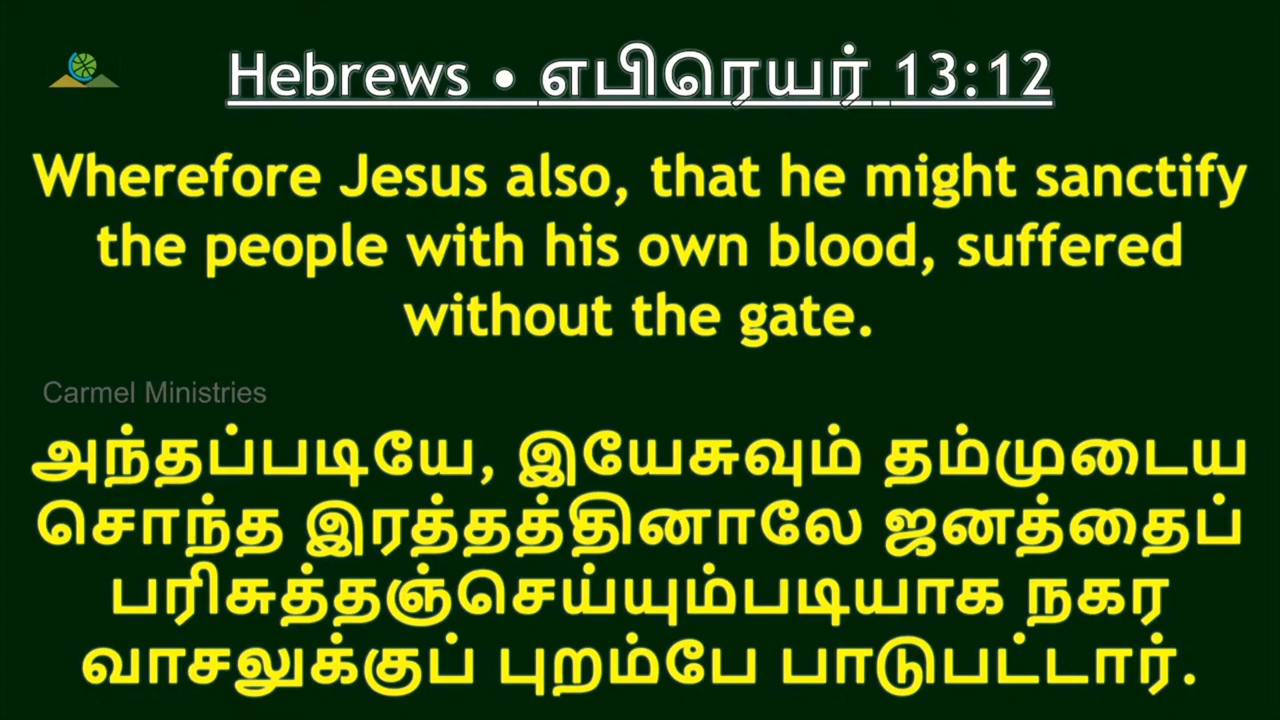 Hebrews • எபிரெயர் 13:12
Wherefore Jesus also, that he might sanctify
the people with his own blood, suffered
without the gate.
Carmel Ministries
அந்தப்படியே, இயேசுவும் தம்முடைய
சொந்த இரத்தத்தினாலே ஜனத்தைப்
பரிசுத்தஞ்செய்யும்படியாக நகர
வாசலுக்குப் புறம்பே பாடுபட்டார்.